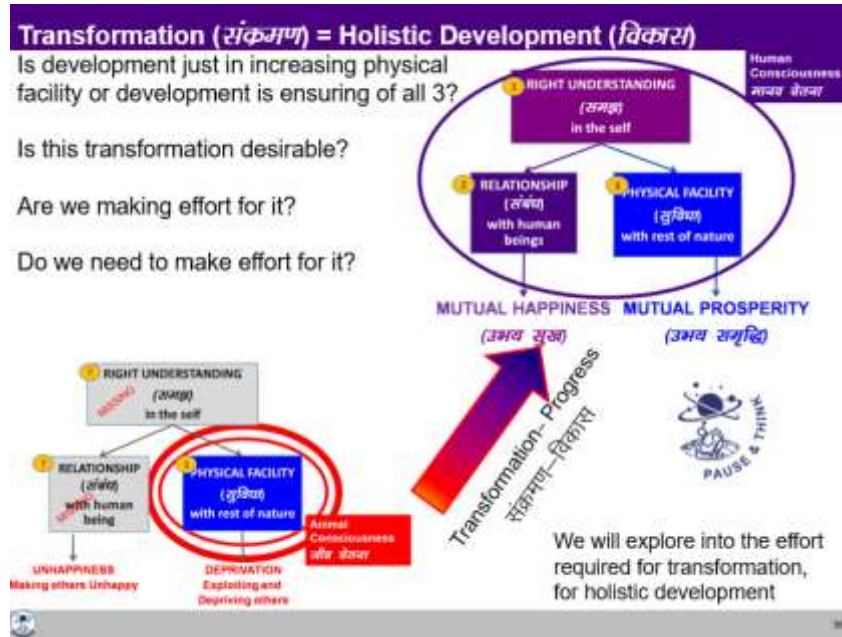 Transformation (संक्रमण) = Holistic Development (विकास)
Is development just in increasing physical
facility or development is ensuring of all 3?
Is this transformation desirable?
Are we making effort for it?
Do we need to make effort for it?
Human
Consciousness
मानव चेतना
1
RIGHT UNDERSTANDING
(समझ)
in the self
2
RELATIONSHIP
(संबंध)
with human
beings
3
PHYSICAL FACILITY
(सुविधा)
with rest of nature
MUTUAL HAPPINESS
(उभय सुख)
MUTUAL PROSPERITY
(उभय समृद्धि)
?
RIGHT UNDERSTANDING
(समझ)
in the self
MISSING
?
RELATIONSHIP
(संबंध)
with human
being
MISSING
PHYSICAL FACILITY
(सुविधा)
with rest of nature
Animal
Consciousness
जीव चेतना
UNHAPPINESS
Making others Unhappy
DEPRIVATION
Exploiting and
Depriving others
Transformation– Progress
संक्रमण–विकास
PAUSE & THINK
We will explore into the effort
required for transformation,
for holistic development